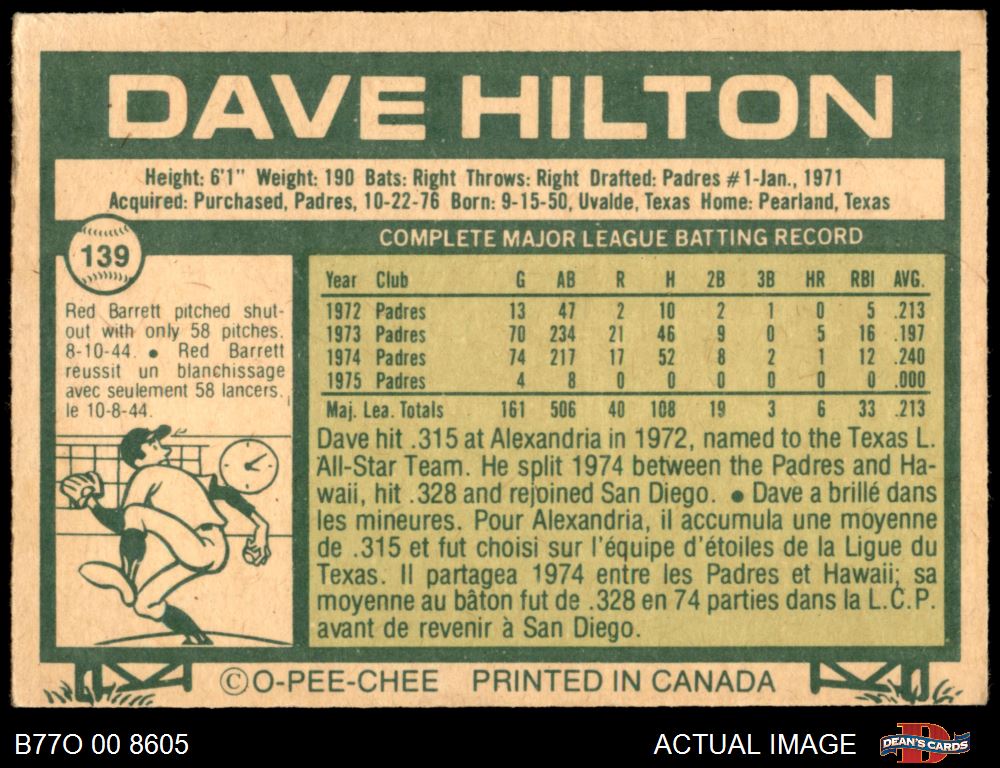 DAVE HILTON
Height: 6'1" Weight: 190 Bats: Right Throws: Right Drafted: Padres #1-Jan., 1971
Acquired: Purchased, Padres, 10-22-76 Born: 9-15-50, Uvalde, Texas Home: Pearland, Texas
139
Red Barrett pitched shut-
out with only 58 pitches.
8-10-44. ● Red Barrett
réussit un blanchissage
avec seulement 58 lancers.
le 10-8-44.
COMPLETE MAJOR LEAGUE BATTING RECORD
Year Club G AB R H 2B 3B HR RBI AVG.
1972 Padres 13 47 2 10 2 1 0 5 .213
1973 Padres 70 234 21 46 9 0 5 16 .197
1974 Padres 74 217 17 52 8 2 1 12 .240
1975 Padres 4 8 0 0 0 0 0 0 .000
Maj. Lea. Totals 161 506 40 108 19 3 6 33 .213
Dave hit .315 at Alexandria in 1972, named to the Texas L.
All-Star Team. He split 1974 between the Padres and Ha-
waii, hit .328 and rejoined San Diego. ● Dave a brillé dans
les mineures. Pour Alexandria, il accumula une moyenne
de .315 et fut choisi sur l'équipe d'étoiles de la Ligue du
Texas. Il partagea 1974 entre les Padres et Hawaii; sa
moyenne au bâton fut de .328 en 74 parties dans la L.C.P.
avant de revenir à San Diego.
©O-PEE-CHEE PRINTED IN CANADA
B77O 00 8605
ACTUAL IMAGE
DEAN'S CARDS